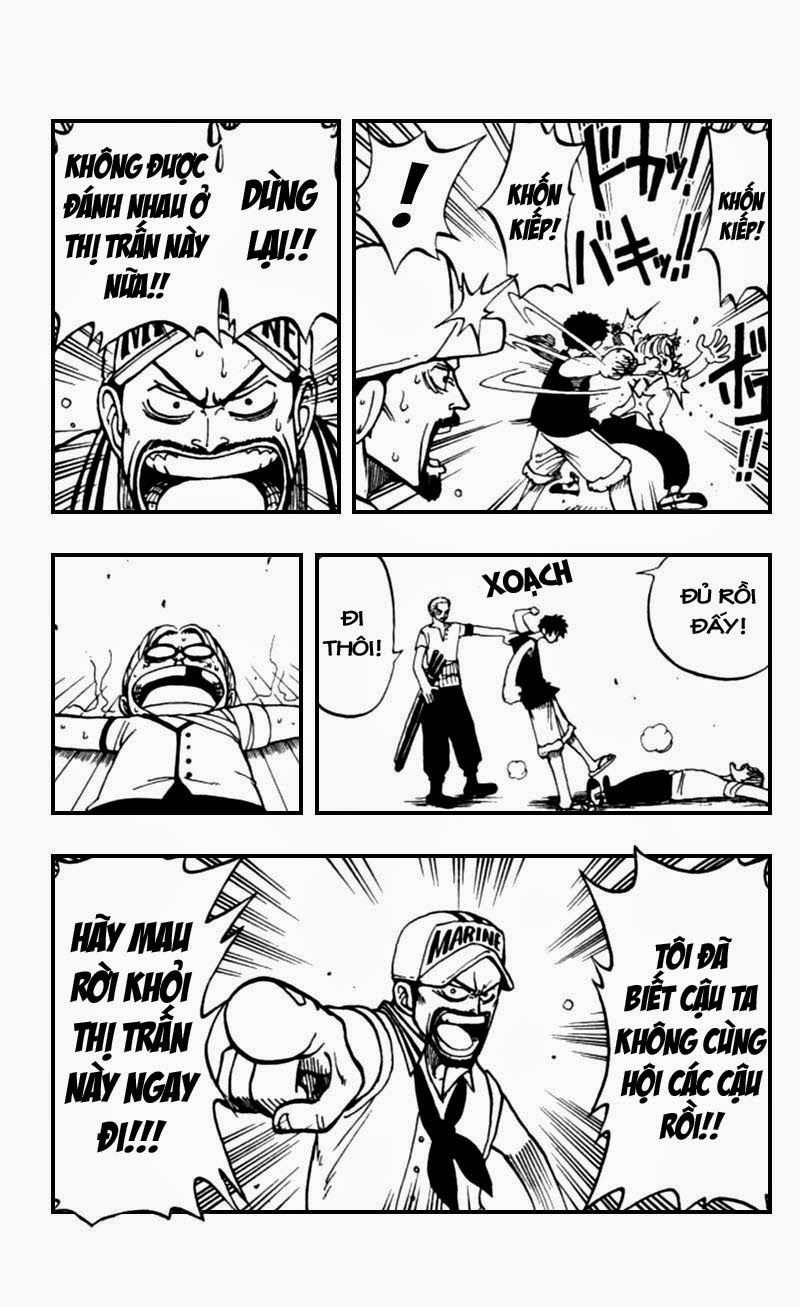 KHỐN
KIẾP!
ドカッ!!
バキッ!!
ボコ!!
KHỐN
KIẾP!
!
DỪNG
LẠI!!
KHÔNG ĐƯỢC
ĐÁNH NHAU Ở
THỊ TRẤN NÀY
NỮA!!
MARINE
ĐỦ RỒI
ĐẤY!
XOẠCH
ĐI
THÔI!
TÔI ĐÃ
BIẾT CẬU TA
KHÔNG CÙNG
HỘI CÁC CẬU
RỒI!!
MARINE
HÃY MAU
RỜI KHỎI
THỊ TRẤN
NÀY NGAY
ĐI!!!